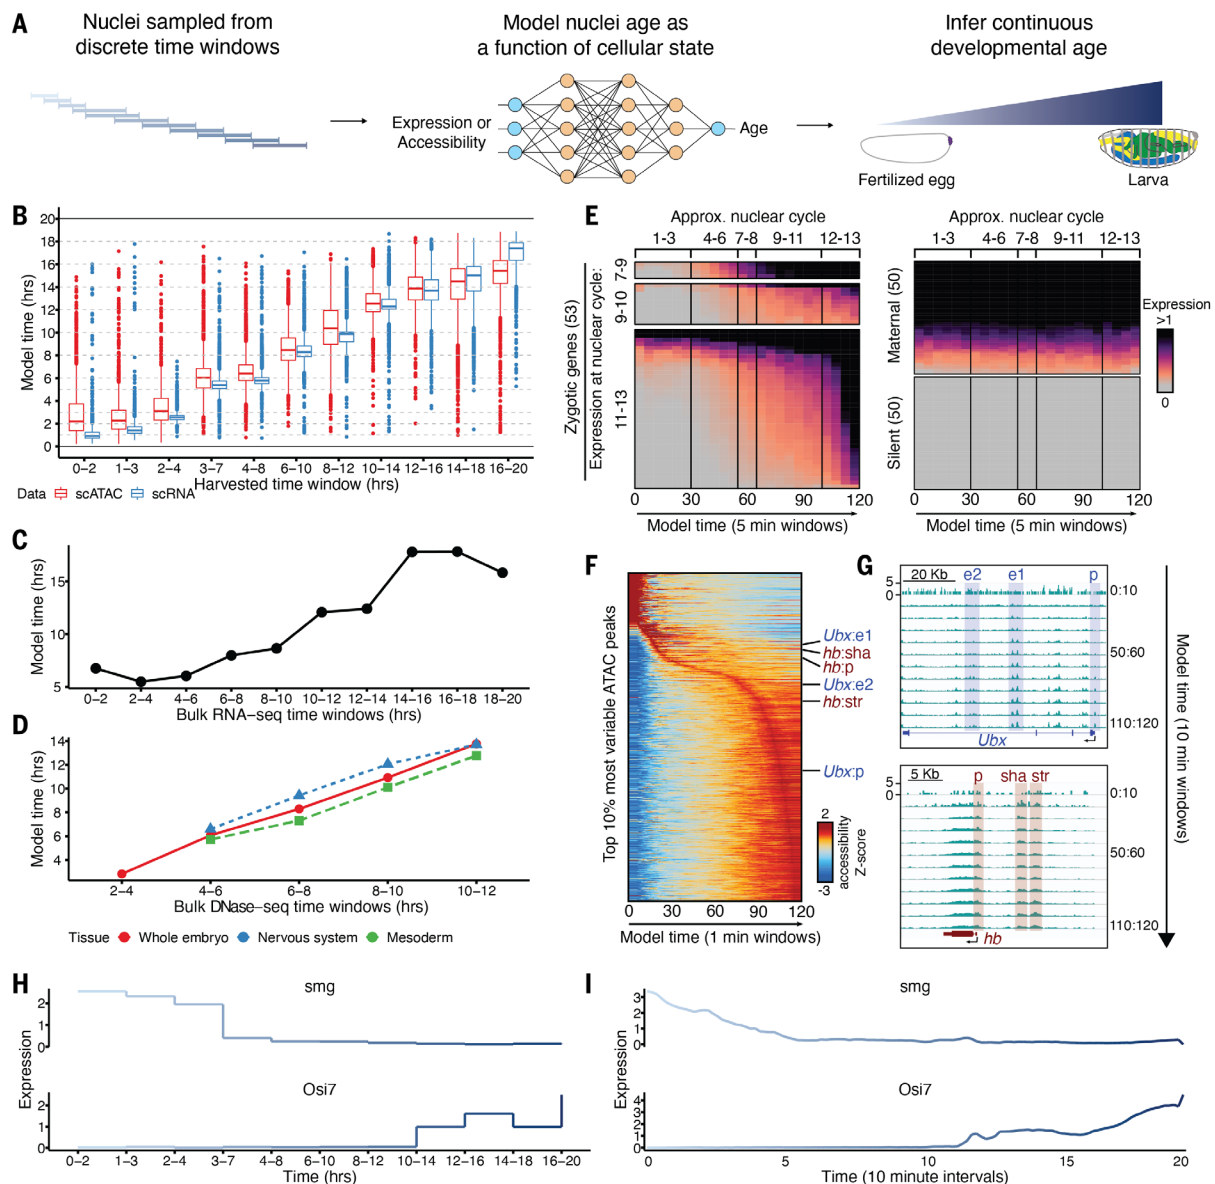 A
Nuclei sampled from
discrete time windows
Model nuclei age as
a function of cellular state
Infer continuous
developmental age
Expression or
Accessibility
Age
Fertilized egg
Larva
B
Model time (hrs)
20
18
16
14
12
10
8
6
4
2
0
0–2 1–3 2–4 3–7 4–8 6–10 8–12 10–14 12–16 14–18 16–20
Harvested time window (hrs)
Data scATAC scRNA
C
Model time (hrs)
15
10
5
0–2 2–4 4–6 6–8 8–10 10–12 12–14 14–16 16–18 18–20
Bulk RNA–seq time windows (hrs)
D
Model time (hrs)
14
12
10
8
6
4
2–4 4–6 6–8 8–10 10–12
Bulk DNase–seq time windows (hrs)
Tissue Whole embryo Nervous system Mesoderm
E
Approx. nuclear cycle
1-3 4-6 7-8 9-11 12-13
Zygotic genes (53)
Expression at nuclear cycle:
7-9
9-10
11-13
0 30 60 90 120
Model time (5 min windows)
Approx. nuclear cycle
1-3 4-6 7-8 9-11 12-13
Maternal (50)
Silent (50)
0 30 60 90 120
Model time (5 min windows)
Expression
>1
0
F
Top 10% most variable ATAC peaks
Ubx:e1
hb:sha
hb:p
Ubx:e2
hb:str
Ubx:p
2
-3
accessibility
Z-score
0 30 60 90 120
Model time (1 min windows)
G
20 Kb e2 e1 p
5
0
0:10
50:60
110:120
Ubx
5 Kb p sha str
5
0
0:10
50:60
110:120
hb
Model time (10 min windows)
H
smg
2
1
0
Expression
Osi7
2
1
0
0–2 1–3 2–4 3–7 4–8 6–10 8–12 10–14 12–16 14–18 16–20
Time (hrs)
I
smg
3
2
1
0
Expression
Osi7
4
3
2
1
0
0 5 10 15 20
Time (10 minute intervals)